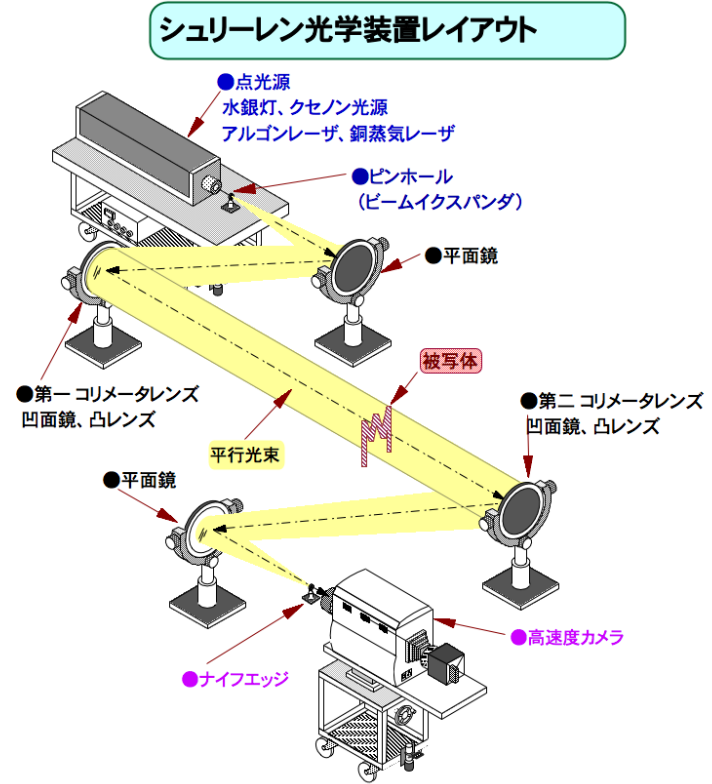 シュリーレン光学装置レイアウト
●点光源
水銀灯、クセノン光源
アルゴンレーザ、銅蒸気レーザ
●ピンホール
（ビームイクスパンダ）
●平面鏡
被写体
●第一 コリメータレンズ
凹面鏡、凸レンズ
●第二 コリメータレンズ
凹面鏡、凸レンズ
平行光束
●平面鏡
●高速度カメラ
●ナイフエッジ